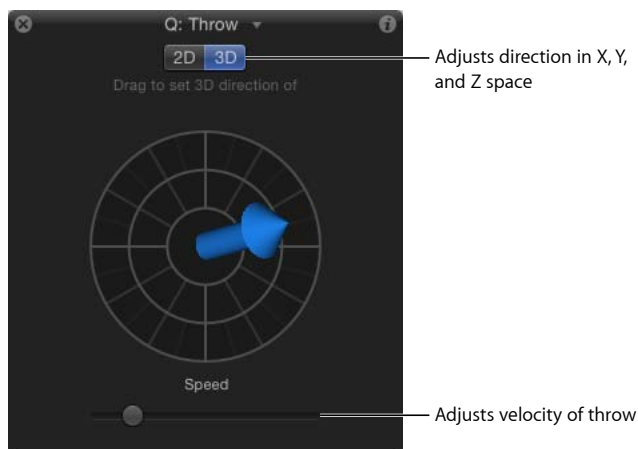 Q: Throw
2D 3D
Drag to set 3D direction of
Adjusts direction in X, Y,
and Z space
Speed
Adjusts velocity of throw